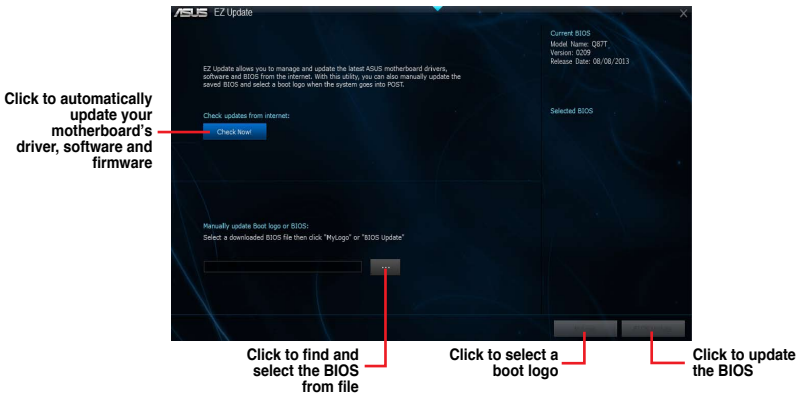 ASUS EZ Update
X
Current BIOS
Model Name: Q87T
Version: 0209
Release Date: 08/08/2013
EZ Update allows you to manage and update the latest ASUS motherboard drivers,
software and BIOS from the internet. With this utility, you can also manually update the
saved BIOS and select a boot logo when the system goes into POST.
Click to automatically
update your
motherboard's
driver, software and
firmware
Check updates from internet:
Check Now!
Selected BIOS
Manually update Boot logo or BIOS:
Select a downloaded BIOS file then click "MyLogo" or "BIOS Update"
...
Click to find and
select the BIOS
from file
Click to select a
boot logo
Click to update
the BIOS